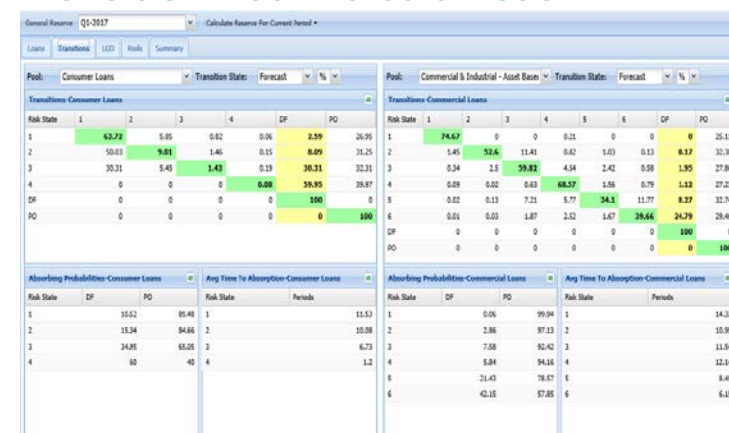 General Reserve Q1-2017 Calculate Reserve For Current Period
Loans Transitions LGD Pools Summary
Pool: Consumer Loans Transition State: Forecast %
Transitions-Consumer Loans
Risk State 1 2 3 4 DF PO
1 63.72 5.85 0.82 0.06 2.59 26.95
2 50.03 9.01 1.46 0.15 8.09 31.25
3 30.31 5.45 1.43 0.19 30.31 32.31
4 0 0 0 0.08 59.95 39.97
DF 0 0 0 0 100 0
PO 0 0 0 0 0 100
Absorbing Probabilities-Consumer Loans
Risk State DF PO
1 10.52 89.48
2 15.34 84.66
3 34.95 65.05
4 60 40
Avg Time To Absorption-Consumer Loans
Risk State Periods
1 11.53
2 10.08
3 6.73
4 1.2
Pool: Commercial & Industrial - Asset Based Transition State: Forecast %
Transitions-Commercial Loans
Risk State 1 2 3 4 5 6 DF PO
1 74.67 0 0 0.21 0 0 0
2 1.45 52.6 11.41 0.82 1.03 0.13 0.17
3 0.34 2.5 59.82 4.54 2.42 0.58 1.95
4 0.09 0.02 0.63 68.57 1.56 0.79 1.12
5 0.02 0.13 7.21 5.77 34.1 11.77 8.27
6 0.01 0.03 1.87 2.52 1.67 39.66 24.79
DF 0 0 0 0 0 0 100
PO 0 0 0 0 0 0 0 100
Absorbing Probabilities-Commercial Loans
Risk State DF PO
1 0.06 99.94
2 2.86 97.13
3 7.58 92.42
4 5.84 94.16
5 21.43 78.57
6 42.15 57.85
Avg Time To Absorption-Commercial Loans
Risk State Periods
1
2
3
4
5
6